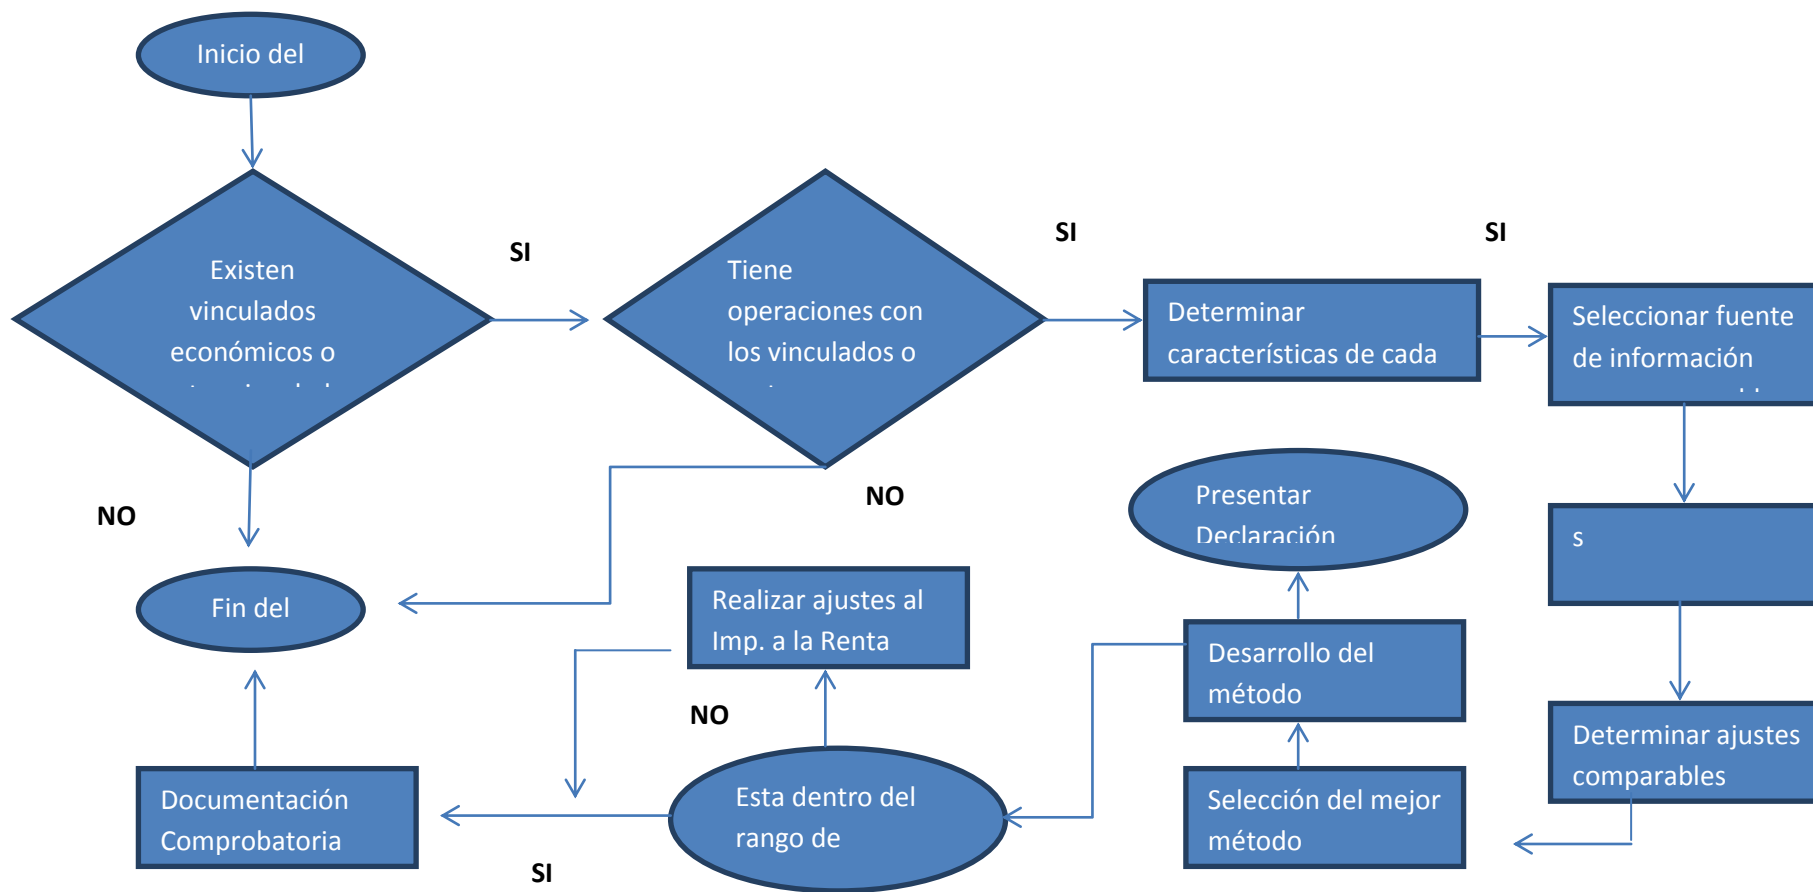 Inicio del
Existen
vinculados
económicos o
SI
Tiene
operaciones con
los vinculados o
SI
Determinar
características de cada
SI
Seleccionar fuente
de información
NO
NO
Presentar
Declaración
s
Fin del
Realizar ajustes al
Imp. a la Renta
Desarrollo del
método
NO
Determinar ajustes
comparables
Documentación
Comprobatoria
Esta dentro del
rango de
Selección del mejor
método
SI